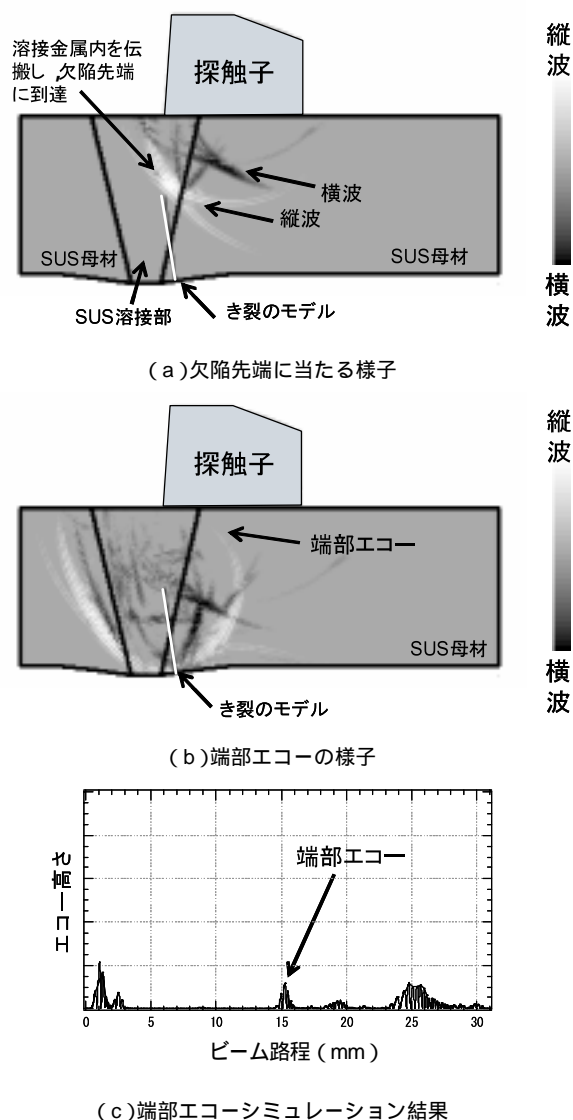 溶接金属内を伝
搬し,欠陥先端
に到達
探触子
縦波
横波
縦波
SUS母材
SUS母材
SUS溶接部
き裂のモデル
横波
(a)欠陥先端に当たる様子
探触子
縦波
端部エコー
SUS母材
き裂のモデル
横波
(b)端部エコーの様子
エコー高さ
端部エコー
0 5 10 15 20 25 30
ビーム路程(mm)
(c)端部エコーシミュレーション結果